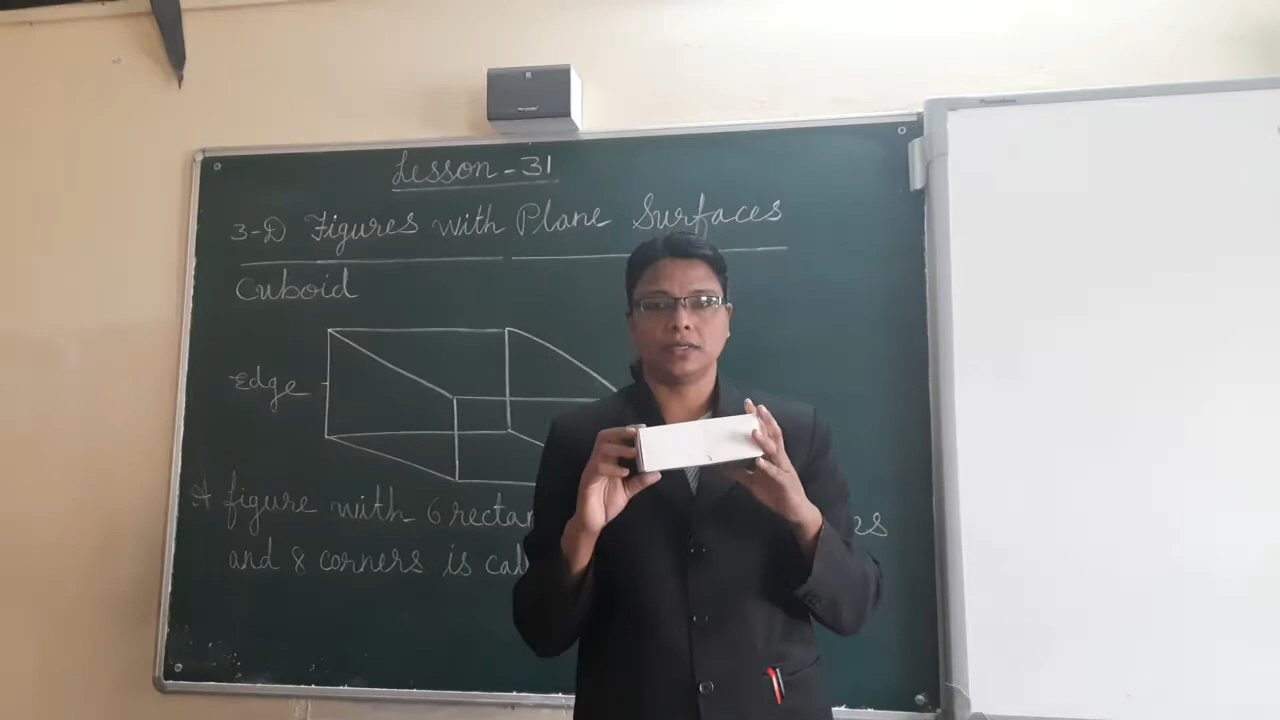 Lesson - 31
3-D Figures with Plane Surfaces
Cuboid
Edge
A figure with 6 rectan es
and 8 corners is cal